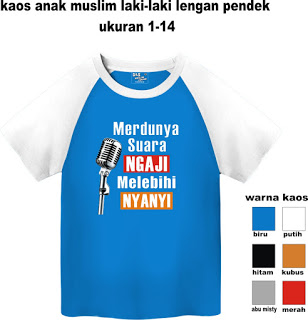 kaos anak muslim laki-laki lengan pendek
ukuran 1-14
Merdunya
Suara
NGAJI
Melebihi
NYANYI
warna kaos
biru putih
hitam kubus
abu misty merah